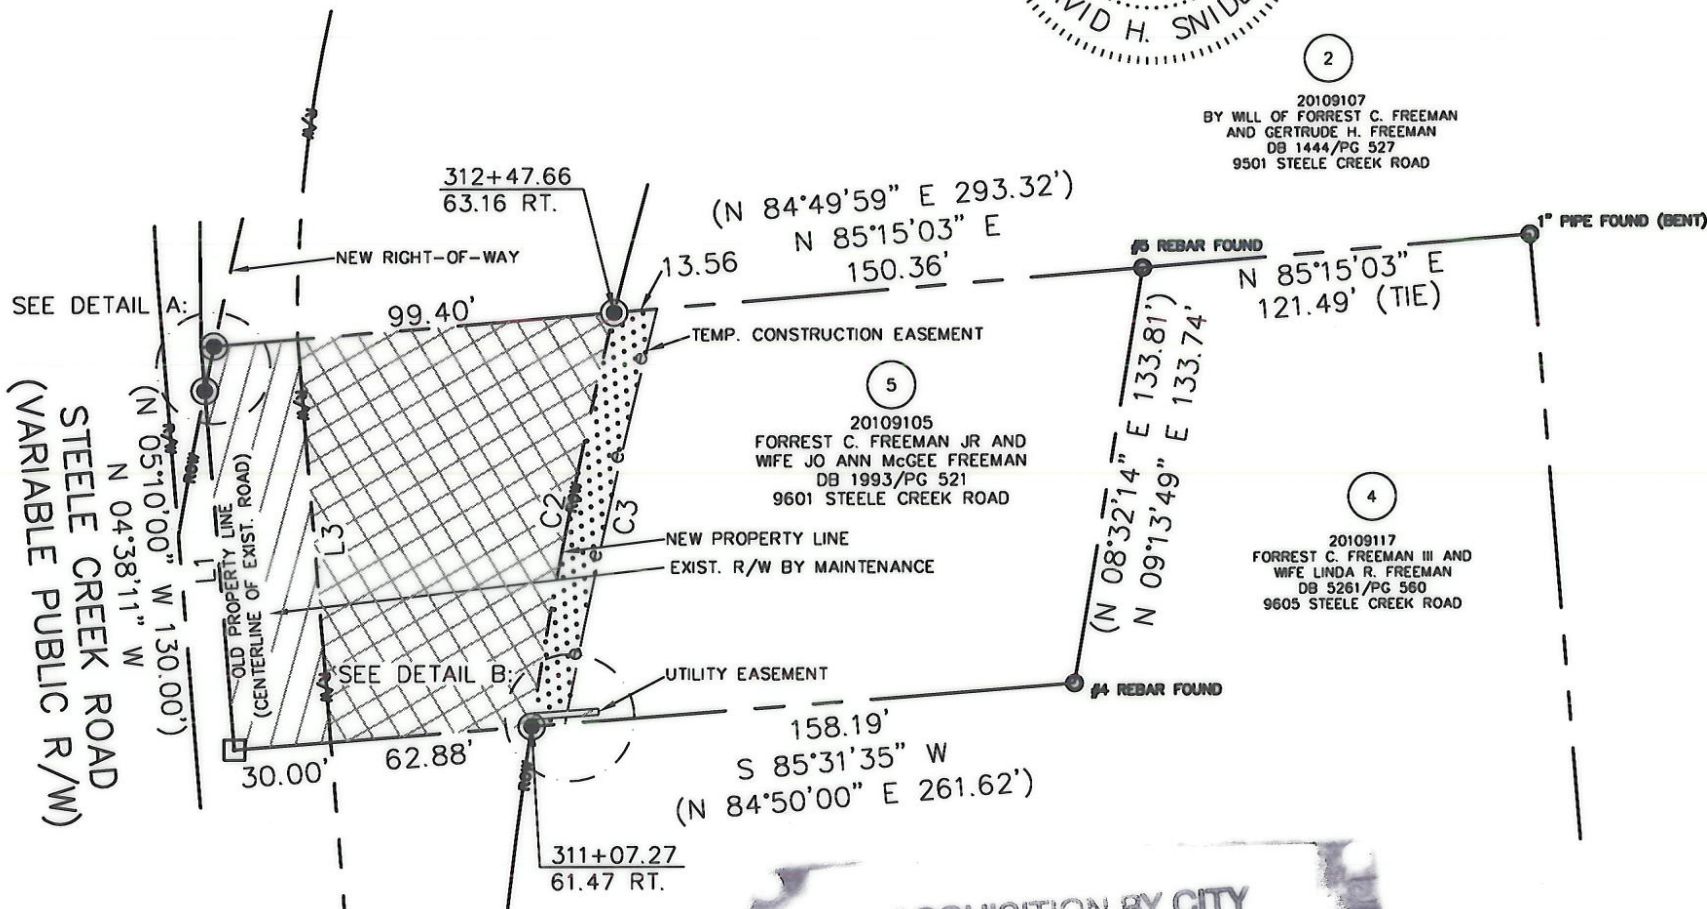 VID H. SNID
2
20109107
BY WILL OF FORREST C. FREEMAN
AND GERTRUDE H. FREEMAN
DB 1444/PG 527
9501 STEELE CREEK ROAD
312+47.66
63.16 RT.
(N 84°49'59" E 293.32')
N 85°15'03" E
150.36'
13.56
1" PIPE FOUND (BENT)
#5 REBAR FOUND
N 85°15'03" E
121.49' (TIE)
NEW RIGHT-OF-WAY
SEE DETAIL A:
99.40'
TEMP. CONSTRUCTION EASEMENT
R/W
R/W
R/W
R/W
ROW
ROW
ROW
5
20109105
FORREST C. FREEMAN JR AND
WIFE JO ANN McGEE FREEMAN
DB 1993/PG 521
9601 STEELE CREEK ROAD
(N 08°32'14" E 133.81')
N 09°13'49" E 133.74'
4
20109117
FORREST C. FREEMAN III AND
WIFE LINDA R. FREEMAN
DB 5261/PG 560
9605 STEELE CREEK ROAD
STEELE CREEK ROAD
(VARIABLE PUBLIC R/W)
(N 05°10'00" W 130.00')
N 04°38'11" W
L1
OLD PROPERTY LINE
(CENTERLINE OF EXIST. ROAD)
L3
C2
C3
e
e
e
e
NEW PROPERTY LINE
EXIST. R/W BY MAINTENANCE
SEE DETAIL B:
UTILITY EASEMENT
#4 REBAR FOUND
30.00'
62.88'
158.19'
S 85°31'35" W
(N 84°50'00" E 261.62')
311+07.27
61.47 RT.
QUISITION BY CITY